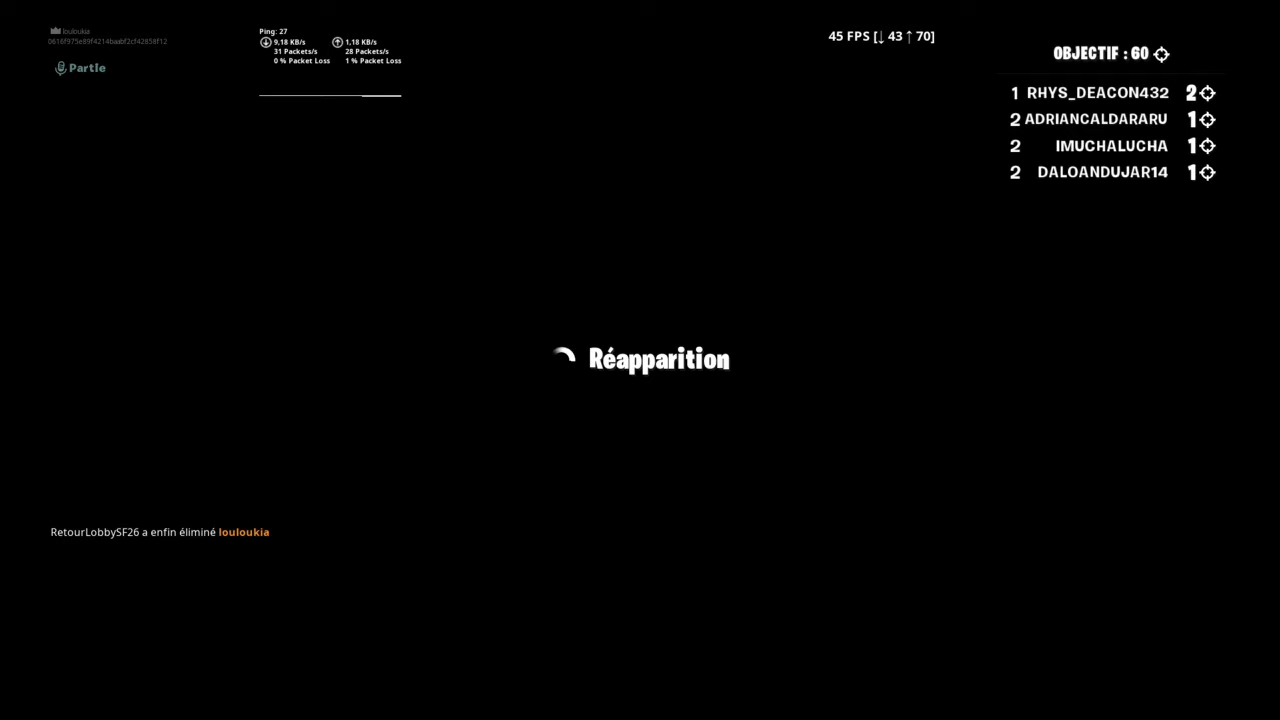 louloukia
0616f975e89f4214baabf2cf42858f12
Partie
Ping: 27
9,18 KB/s 1,18 KB/s
31 Packets/s 28 Packets/s
0 % Packet Loss 1 % Packet Loss
45 FPS [↓ 43 ↑ 70]
OBJECTIF : 60
1 RHYS_DEACON432 2
2 ADRIANCALDARARU 1
2 IMUCHALUCHA 1
2 DALOANDUJAR14 1
Réapparition
RetourLobbySF26 a enfin éliminé louloukia